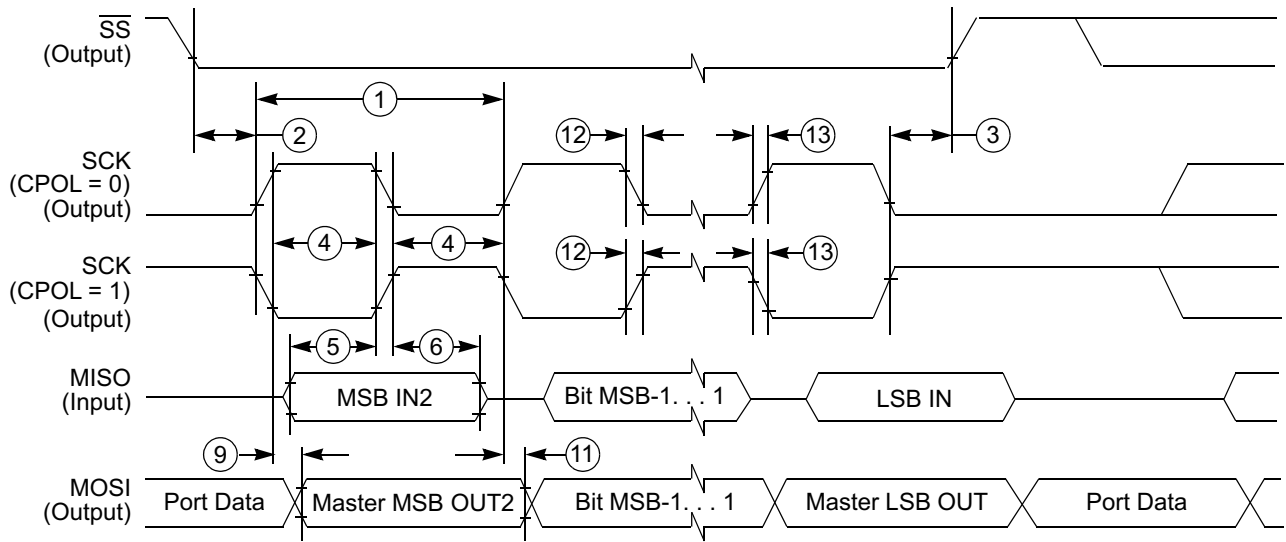 SS
(Output)
1
2
12
13
3
SCK
(CPOL = 0)
(Output)
4
4
SCK
(CPOL = 1)
(Output)
12
13
5
6
MISO
(Input)
MSB IN2
Bit MSB-1. . . 1
LSB IN
9
11
MOSI
(Output)
Port Data
Master MSB OUT2
Bit MSB-1. . . 1
Master LSB OUT
Port Data